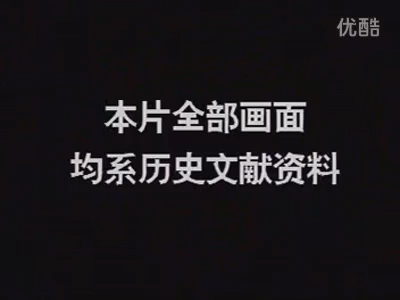 优酷
本片全部画面
均系历史文献资料